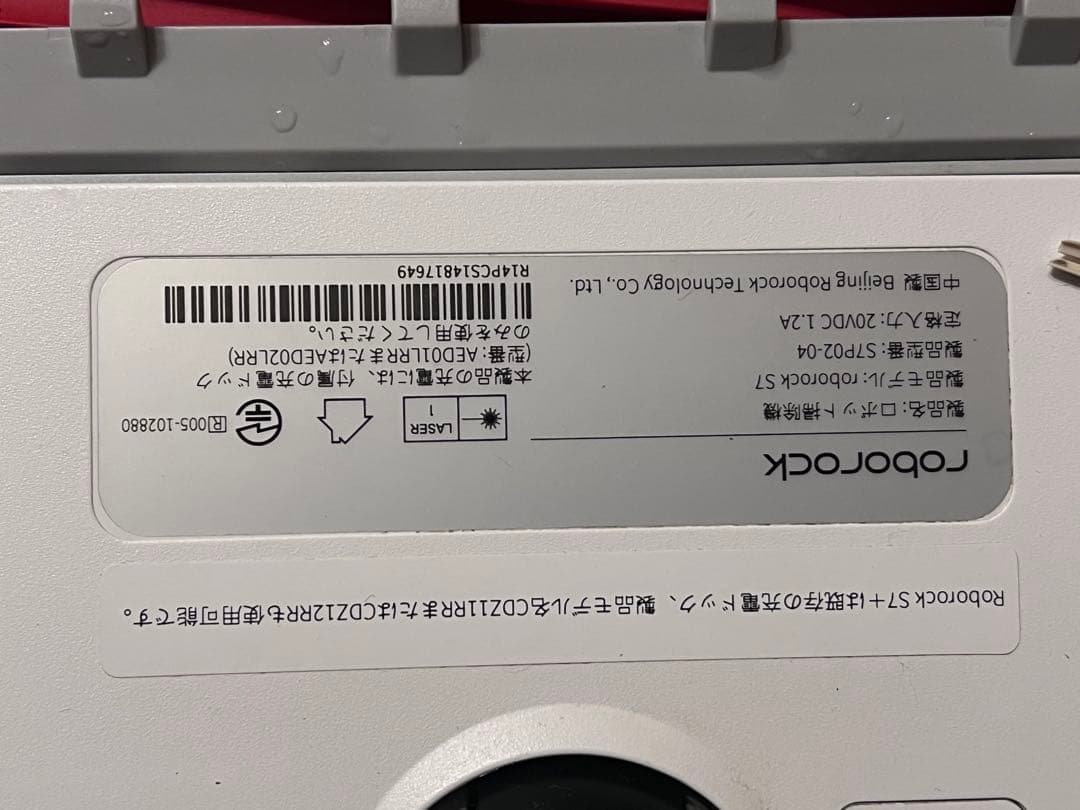 roborock
製品名: ロボット掃除機
製品モデル: roborock S7
製品型番: S7P02-04
定格入力: 20VDC 1.2A
中国製 Beijing Roborock Technology Co., Ltd.
LASER
1
R 005-102880
本製品の充電には、付属の充電ドック
(型番: AED01LRRまたはAED02LRR)
のみを使用してください。
R14PCS14817649
Roborock S7+は既存の充電ドック、製品モデル名CDZ11RRまたはCDZ12RRも使用可能です。